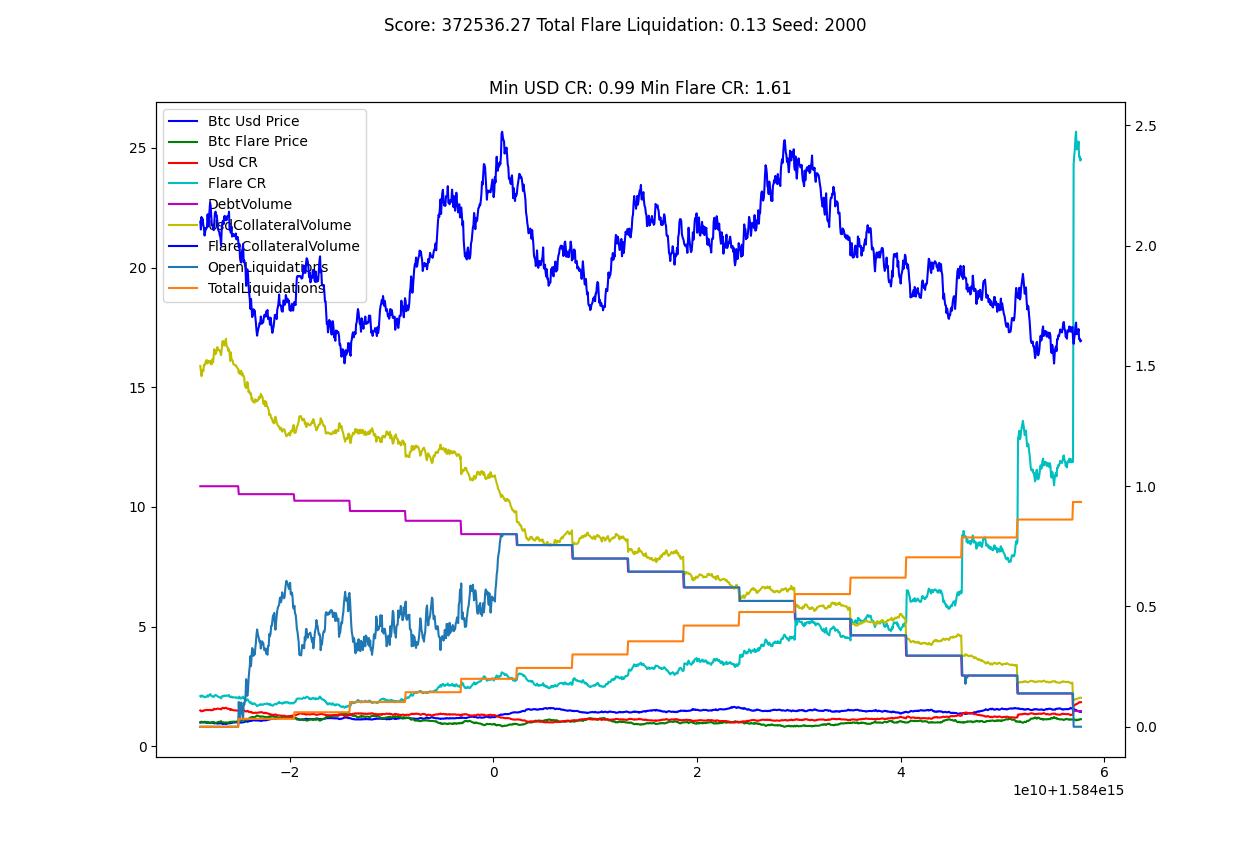 Score: 372536.27 Total Flare Liquidation: 0.13 Seed: 2000
Min USD CR: 0.99 Min Flare CR: 1.61
Btc Usd Price
Btc Flare Price
Usd CR
Flare CR
DebtVolume
UsdCollateralVolume
FlareCollateralVolume
OpenLiquidations
TotalLiquidations
25
20
15
10
5
0
2.5
2.0
1.5
1.0
0.5
0.0
−2
0
2
4
6
1e10+1.584e15